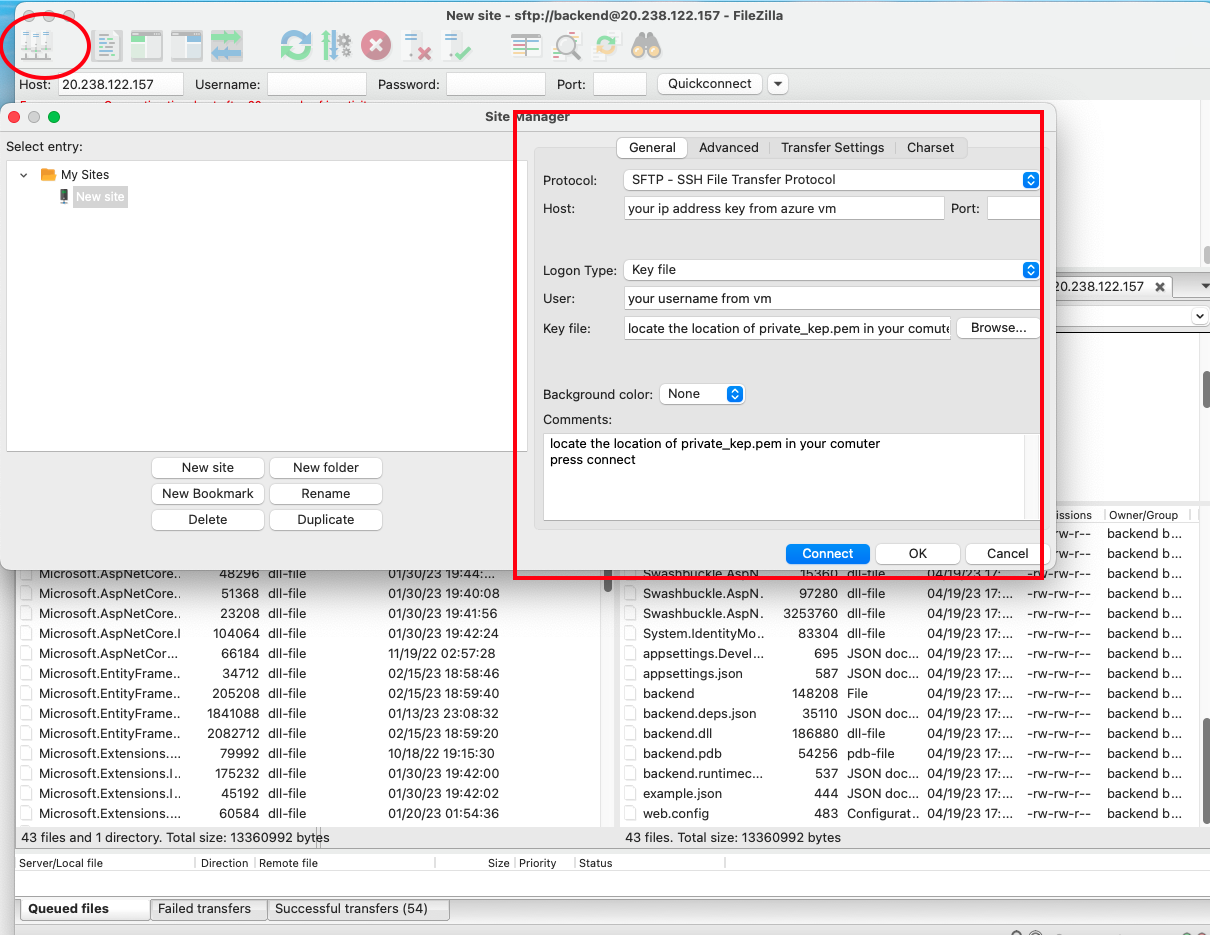 New site - sftp://backend@20.238.122.157 - FileZilla
Host: 20.238.122.157 Username: Password: Port: Quickconnect
Site Manager
Select entry:
My Sites
New site
New site New folder
New Bookmark Rename
Delete Duplicate
General Advanced Transfer Settings Charset
Protocol: SFTP - SSH File Transfer Protocol
Host: your ip address key from azure vm Port:
Logon Type: Key file
User: your username from vm
Key file: locate the location of private_kep.pem in your comute Browse...
Background color: None
Comments:
locate the location of private_kep.pem in your comuter
press connect
Connect OK Cancel
20.238.122.157
issions Owner/Group
rw-r-- backend b...
rw-r-- backend b...
Microsoft.AspNetCore.. 48296 dll-file 01/30/23 19:44:...
Microsoft.AspNetCore.. 51368 dll-file 01/30/23 19:40:08
Microsoft.AspNetCore.. 23208 dll-file 01/30/23 19:41:56
Microsoft.AspNetCore.I 104064 dll-file 01/30/23 19:42:24
Microsoft.AspNetCor... 66184 dll-file 11/19/22 02:57:28
Microsoft.EntityFrame.. 34712 dll-file 02/15/23 18:58:46
Microsoft.EntityFrame.. 205208 dll-file 02/15/23 18:59:40
Microsoft.EntityFrame.. 1841088 dll-file 01/13/23 23:08:32
Microsoft.EntityFrame.. 2082712 dll-file 02/15/23 18:59:20
Microsoft.Extensions.... 79992 dll-file 10/18/22 19:15:30
Microsoft.Extensions.I.. 175232 dll-file 01/30/23 19:42:00
Microsoft.Extensions.I.. 45192 dll-file 01/30/23 19:42:02
Microsoft.Extensions.... 60584 dll-file 01/20/23 01:54:36
43 files and 1 directory. Total size: 13360992 bytes
Swashbuckle.AspN. 15360 dll-file 04/19/23 17:... -rw-rw-r-- backend b...
Swashbuckle.AspN. 97280 dll-file 04/19/23 17:... -rw-rw-r-- backend b...
Swashbuckle.AspN. 3253760 dll-file 04/19/23 17:... -rw-rw-r-- backend b...
System.IdentityMo.. 83304 dll-file 04/19/23 17:... -rw-rw-r-- backend b...
appsettings.Devel... 695 JSON doc... 04/19/23 17:... -rw-rw-r-- backend b...
appsettings.json 587 JSON doc... 04/19/23 17:... -rw-rw-r-- backend b...
backend 148208 File 04/19/23 17:... -rw-rw-r-- backend b...
backend.deps.json 35110 JSON doc... 04/19/23 17:... -rw-rw-r-- backend b...
backend.dll 186880 dll-file 04/19/23 17:... -rw-rw-r-- backend b...
backend.pdb 54256 pdb-file 04/19/23 17:... -rw-rw-r-- backend b...
backend.runtimec... 537 JSON doc... 04/19/23 17:... -rw-rw-r-- backend b...
example.json 444 JSON doc... 04/19/23 17:... -rw-rw-r-- backend b...
web.config 483 Configurat.. 04/19/23 17:... -rw-rw-r-- backend b...
43 files. Total size: 13360992 bytes
Server/Local file Direction Remote file Size Priority Status
Queued files Failed transfers Successful transfers (54)